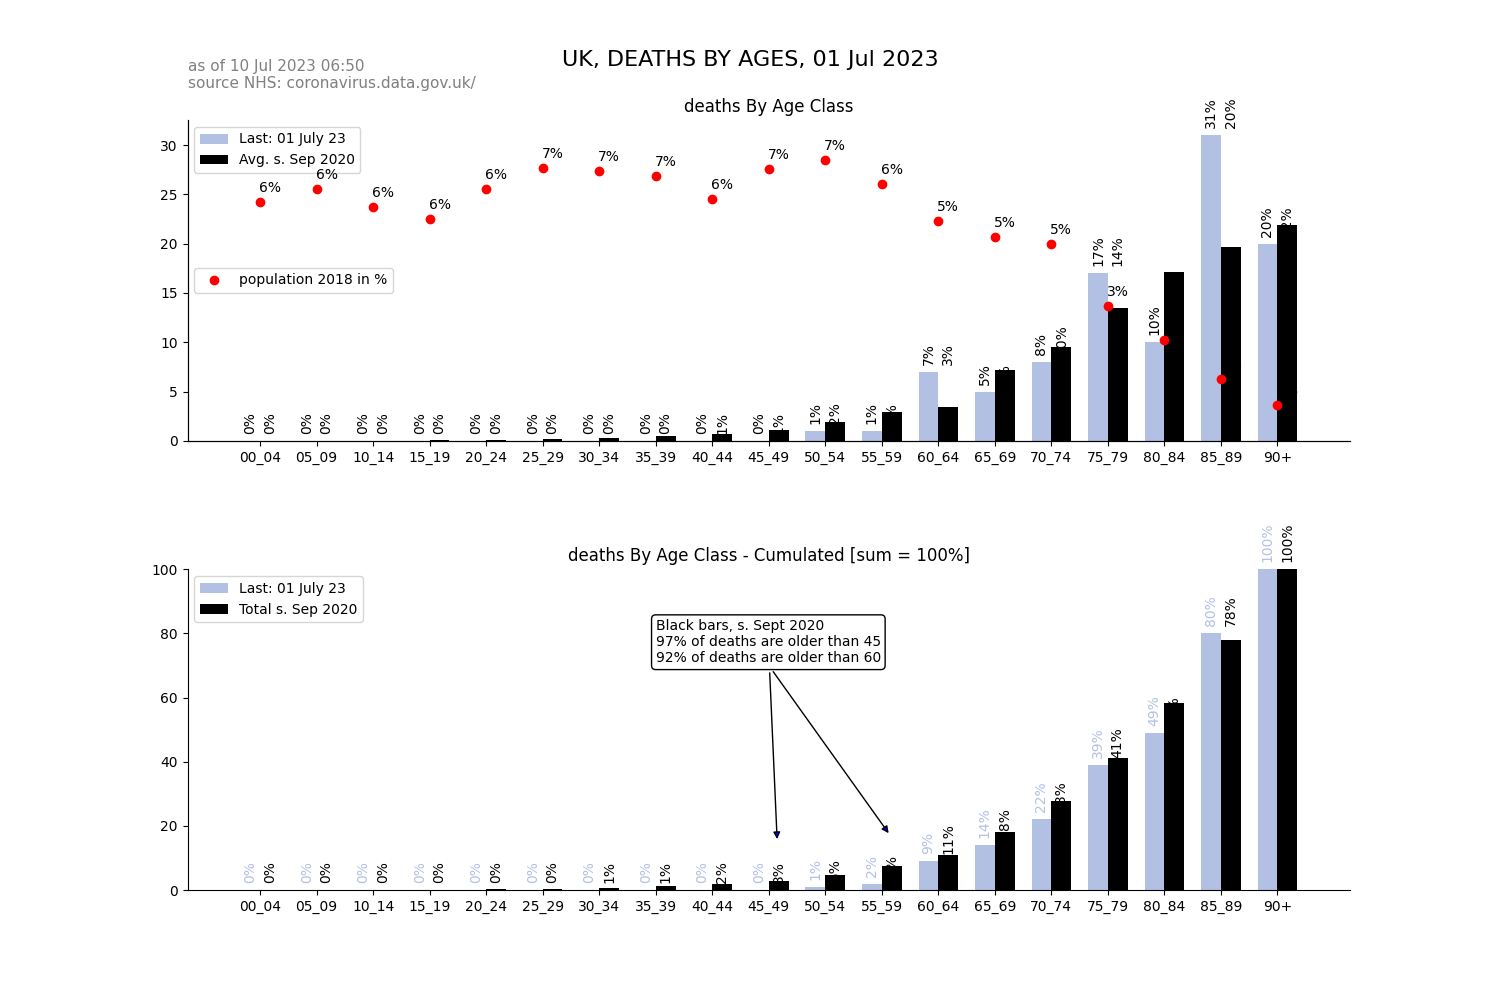 UK, DEATHS BY AGES, 01 Jul 2023
as of 10 Jul 2023 06:50
source NHS: coronavirus.data.gov.uk/
deaths By Age Class
Last: 01 July 23
Avg. s. Sep 2020
population 2018 in %
30
25
20
15
10
5
0
6% 6% 6% 6% 6% 7% 7% 7% 6% 7% 7% 6% 5% 5% 5% 3%
0% 0% 0% 0% 0% 0% 0% 0% 0% 0% 0% 0% 0% 0% 0% 0% 0% 1% 0% 1% 2% 1% 7% 3% 5% 8% 17% 14% 10% 31% 20% 20%
00_04 05_09 10_14 15_19 20_24 25_29 30_34 35_39 40_44 45_49 50_54 55_59 60_64 65_69 70_74 75_79 80_84 85_89 90+
deaths By Age Class - Cumulated [sum = 100%]
Last: 01 July 23
Total s. Sep 2020
Black bars, s. Sept 2020
97% of deaths are older than 45
92% of deaths are older than 60
100
80
60
40
20
0
0% 0% 0% 0% 0% 0% 0% 0% 0% 0% 0% 0% 0% 1% 0% 1% 0% 2% 0% 3% 1% 2% 9% 11% 14% 22% 39% 41% 49% 80% 78% 100% 100%
00_04 05_09 10_14 15_19 20_24 25_29 30_34 35_39 40_44 45_49 50_54 55_59 60_64 65_69 70_74 75_79 80_84 85_89 90+